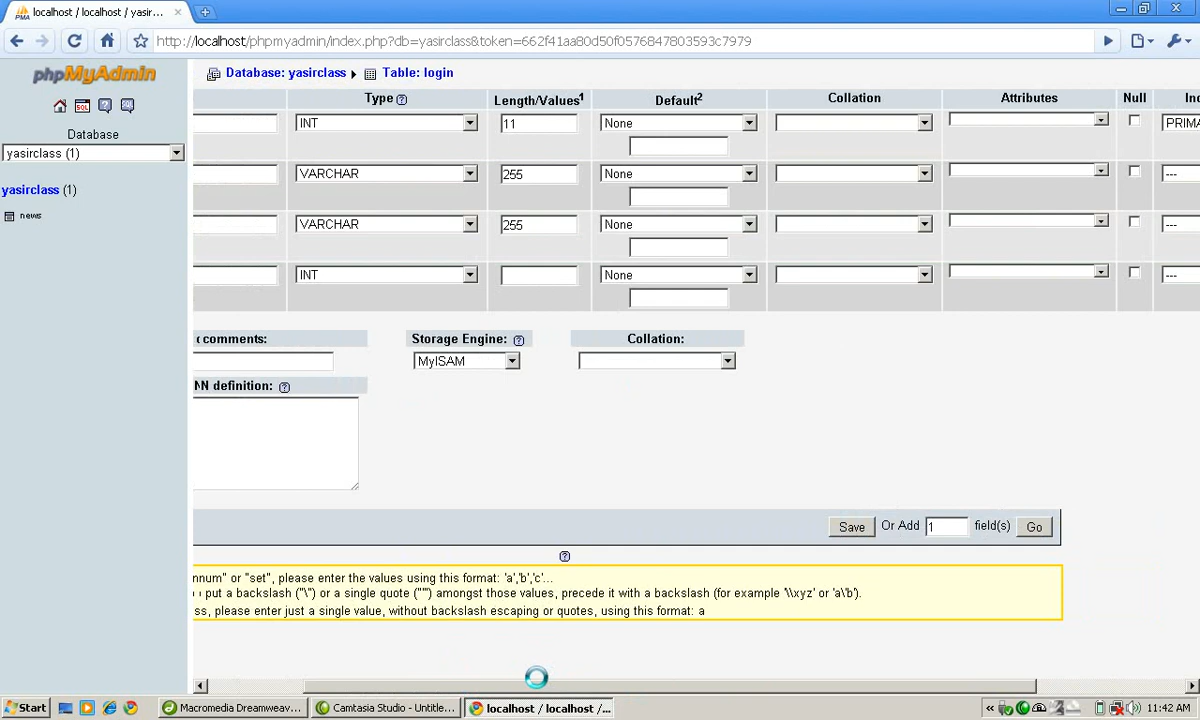 localhost / localhost / yasir...
http://localhost/phpmyadmin/index.php?db=yasirclass&token=662f41aa80d50f0576847803593c7979
phpMyAdmin
Database: yasirclass
Table: login
SQL
Database
yasirclass (1)
yasirclass (1)
news
Type Length/Values1 Default2 Collation Attributes Null Inc
INT 11 None PRIMA
VARCHAR 255 None ---
VARCHAR 255 None ---
INT None ---
comments: Storage Engine: Collation:
MyISAM
NN definition:
Save Or Add 1 field(s) Go
nnum" or "set", please enter the values using this format: 'a','b','c'...
put a backslash ("\") or a single quote ("'") amongst those values, precede it with a backslash (for example '\\xyz' or 'a\'b').
ss, please enter just a single value, without backslash escaping or quotes, using this format: a
Start Macromedia Dreamweav... Camtasia Studio - Untitle... localhost / localhost /... 11:42 AM